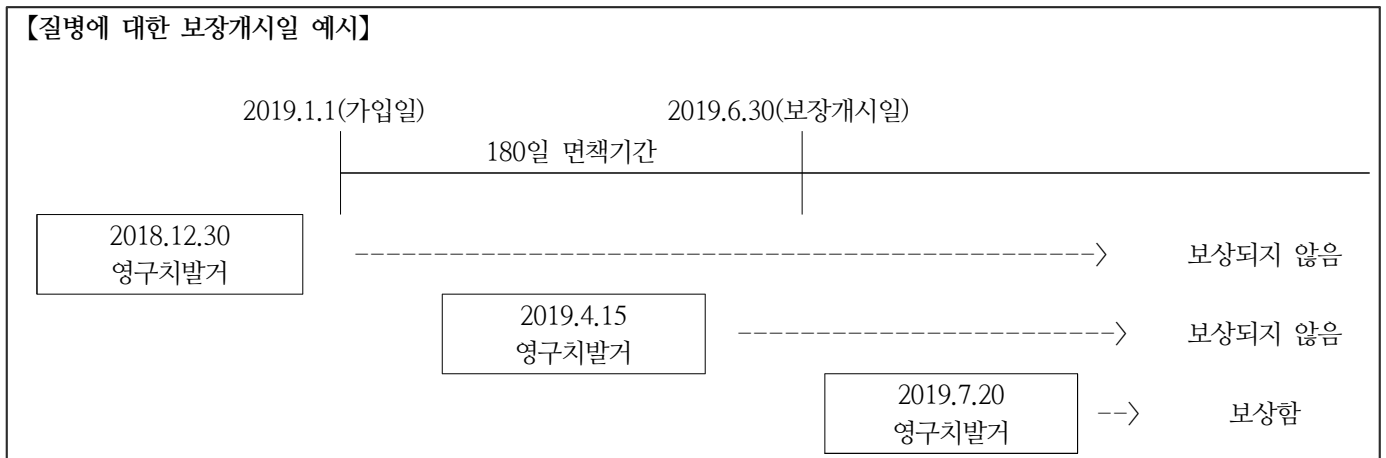 【질병에 대한 보장개시일 예시】
2019.1.1(가입일) 2019.6.30(보장개시일)
180일 면책기간
2018.12.30
영구치발거
보상되지 않음
2019.4.15
영구치발거
보상되지 않음
2019.7.20
영구치발거
보상함